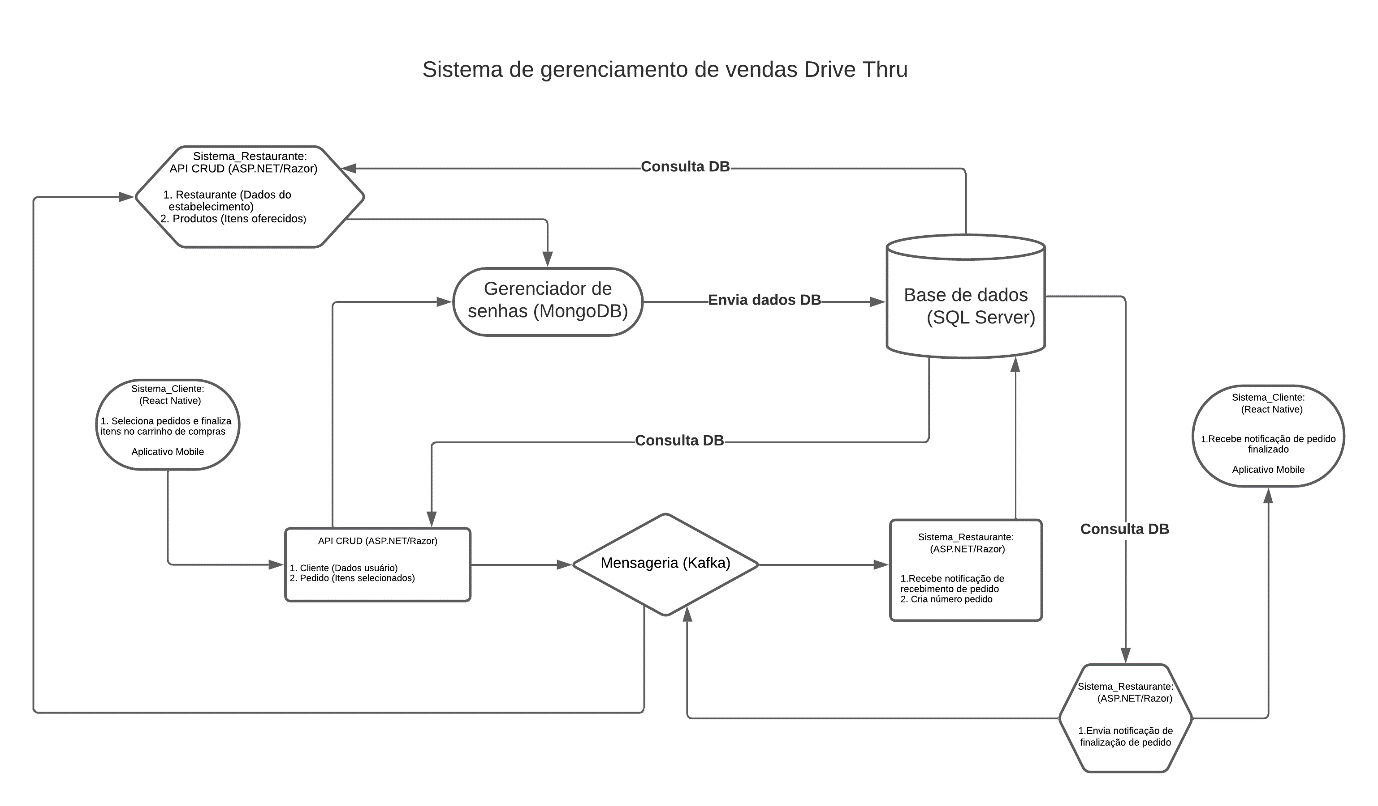 Sistema de gerenciamento de vendas Drive Thru
Sistema_Restaurante:
API CRUD (ASP.NET/Razor)
1. Restaurante (Dados do
estabelecimento)
2. Produtos (Itens oferecidos)
Consulta DB
Gerenciador de
senhas (MongoDB)
Envia dados DB
Base de dados
(SQL Server)
Sistema_Cliente:
(React Native)
1. Seleciona pedidos e finaliza
itens no carrinho de compras
Aplicativo Mobile
Consulta DB
Sistema_Cliente:
(React Native)
1.Recebe notificação de pedido
finalizado
Aplicativo Mobile
API CRUD (ASP.NET/Razor)
1. Cliente (Dados usuário)
2. Pedido (Itens selecionados)
Mensageria (Kafka)
Sistema_Restaurante:
(ASP.NET/Razor)
1.Recebe notificação de
recebimento de pedido
2. Cria número pedido
Consulta DB
Sistema_Restaurante:
(ASP.NET/Razor)
1.Envia notificação de
finalização de pedido